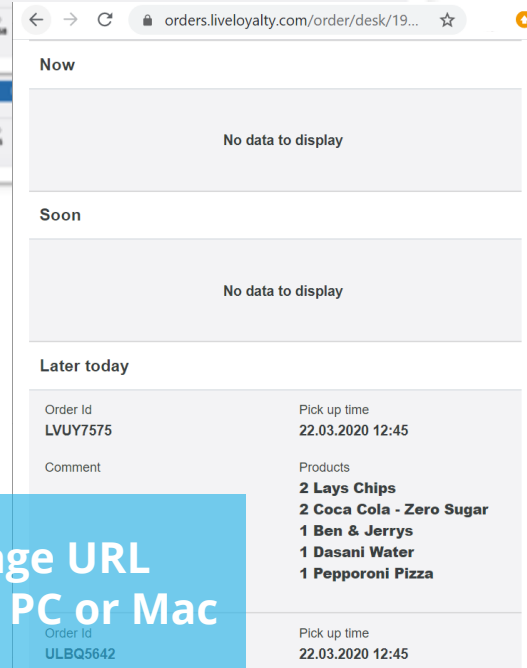 orders.liveloyalty.com/order/desk/19...
Now
No data to display
Soon
No data to display
Later today
Order Id
Pick up time
LVUY7575
22.03.2020 12:45
Comment
Products
2 Lays Chips
2 Coca Cola - Zero Sugar
1 Ben & Jerrys
1 Dasani Water
1 Pepporoni Pizza
URL
PC or Mac
Order Id
Pick up time
ULBQ5642
22.03.2020 12:45